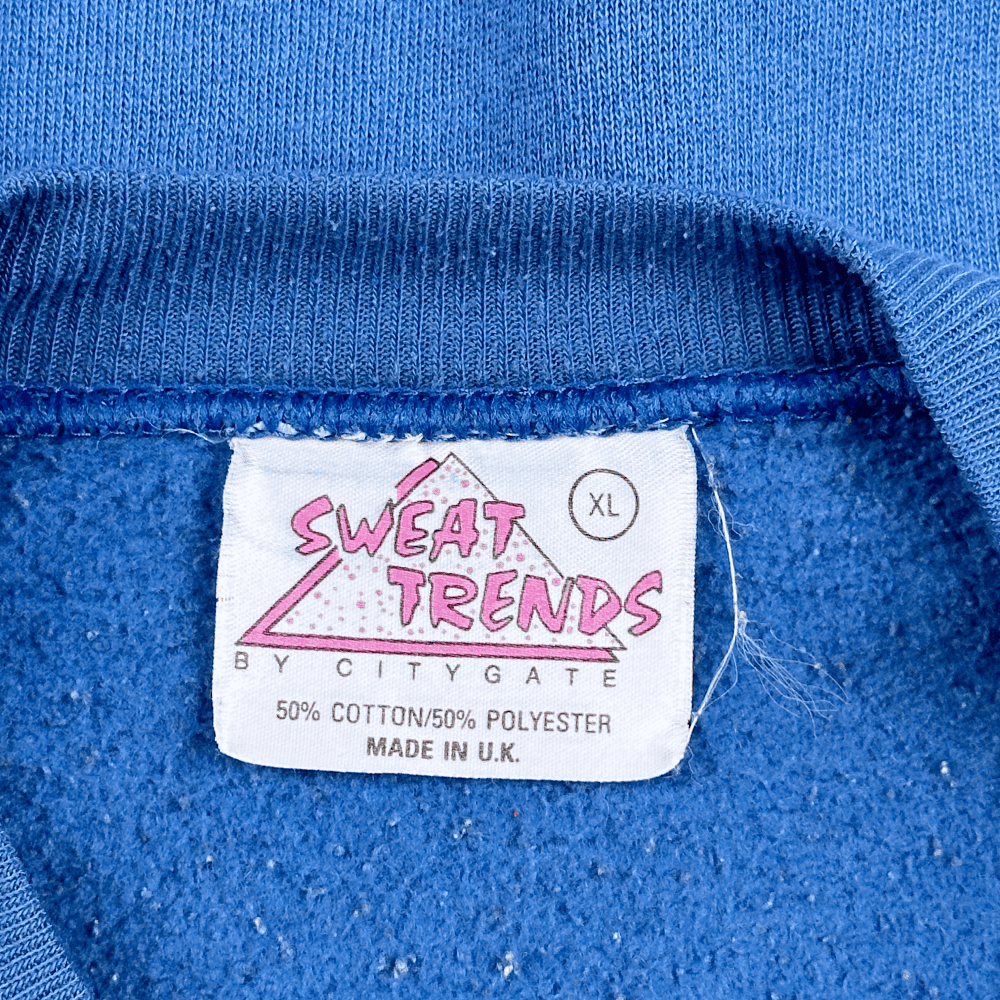 XL
SWEAT
TRENDS
BY CITYGATE
50% COTTON/50% POLYESTER
MADE IN U.K.